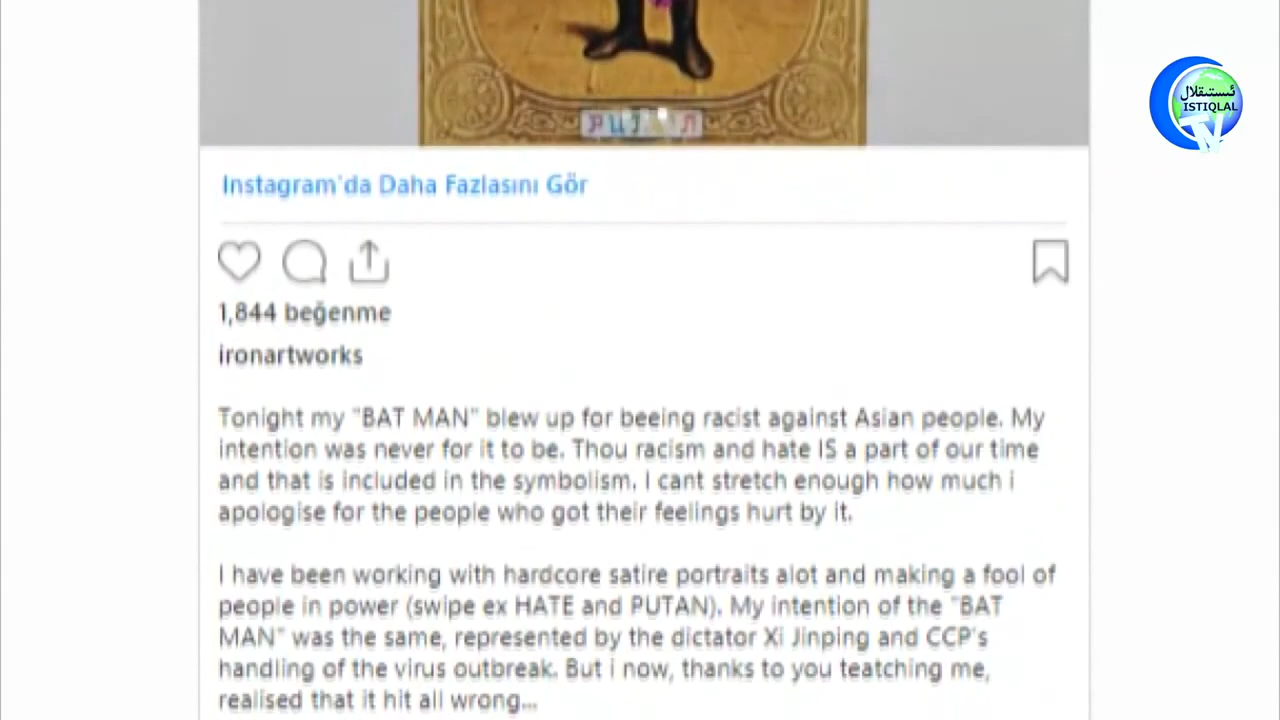 ئىستىقلال
ISTIQLAL
TV
Instagram'da Daha Fazlasını Gör
1,844 beğenme
ironartworks
Tonight my "BAT MAN" blew up for beeing racist against Asian people. My
intention was never for it to be. Thou racism and hate IS a part of our time
and that is included in the symbolism. I cant stretch enough how much i
apologise for the people who got their feelings hurt by it.
I have been working with hardcore satire portraits alot and making a fool of
people in power (swipe ex HATE and PUTAN). My intention of the "BAT
MAN" was the same, represented by the dictator Xi Jinping and CCP's
handling of the virus outbreak. But i now, thanks to you teatching me,
realised that it hit all wrong...